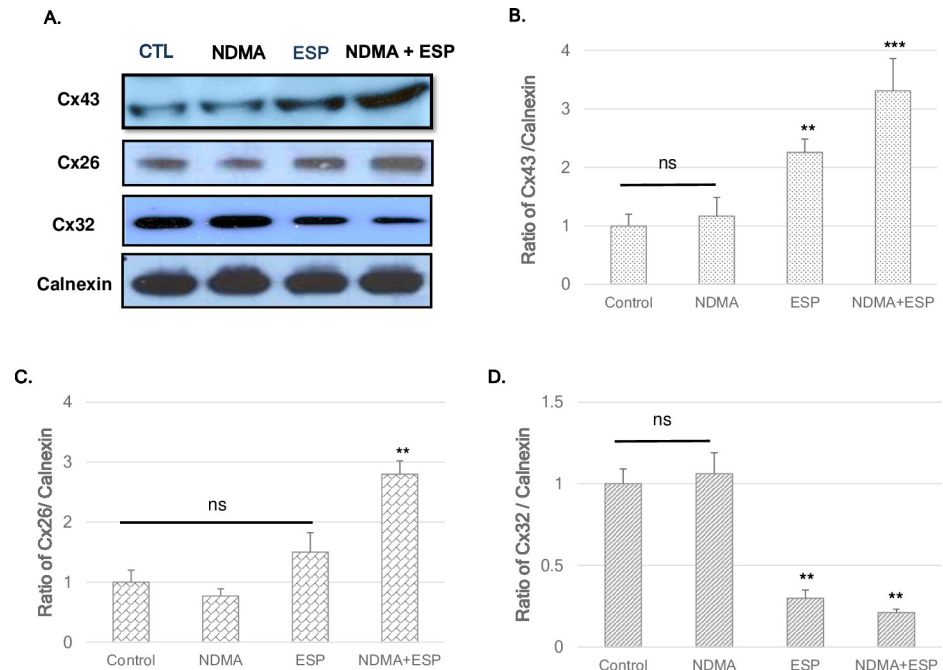 A.
CTL NDMA ESP NDMA + ESP
Cx43
Cx26
Cx32
Calnexin
B.
Ratio of Cx43 /Calnexin
4
3
2
1
0
ns
**
***
Control NDMA ESP NDMA+ESP
C.
Ratio of Cx26/ Calnexin
4
3
2
1
0
ns
**
Control NDMA ESP NDMA+ESP
D.
Ratio of Cx32 / Calnexin
1.5
1
0.5
0
ns
**
**
Control NDMA ESP NDMA+ESP